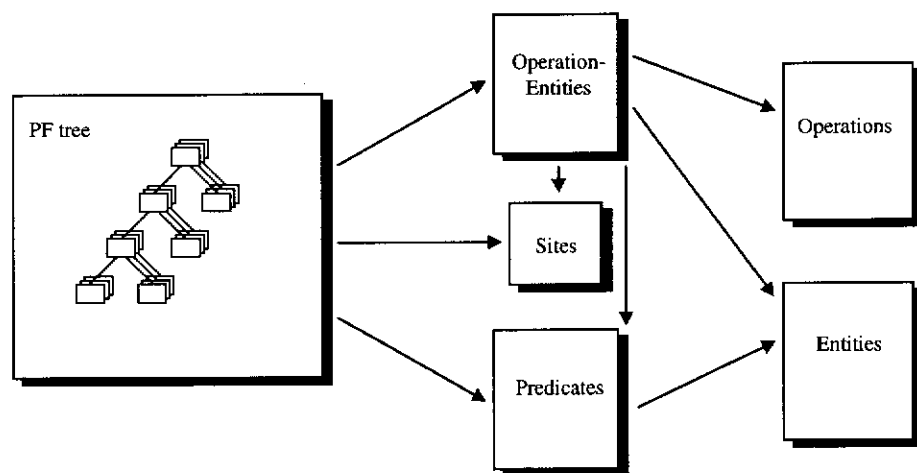 PF tree
Operation-
Entities
Operations
Sites
Predicates
Entities